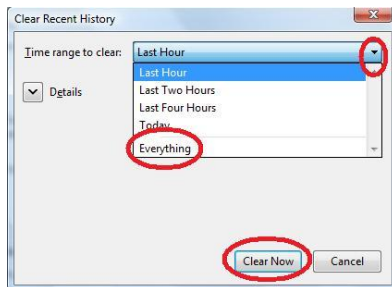 Clear Recent History
Time range to clear: Last Hour
Last Hour
Last Two Hours
Last Four Hours
Today
Everything
Details
Clear Now Cancel